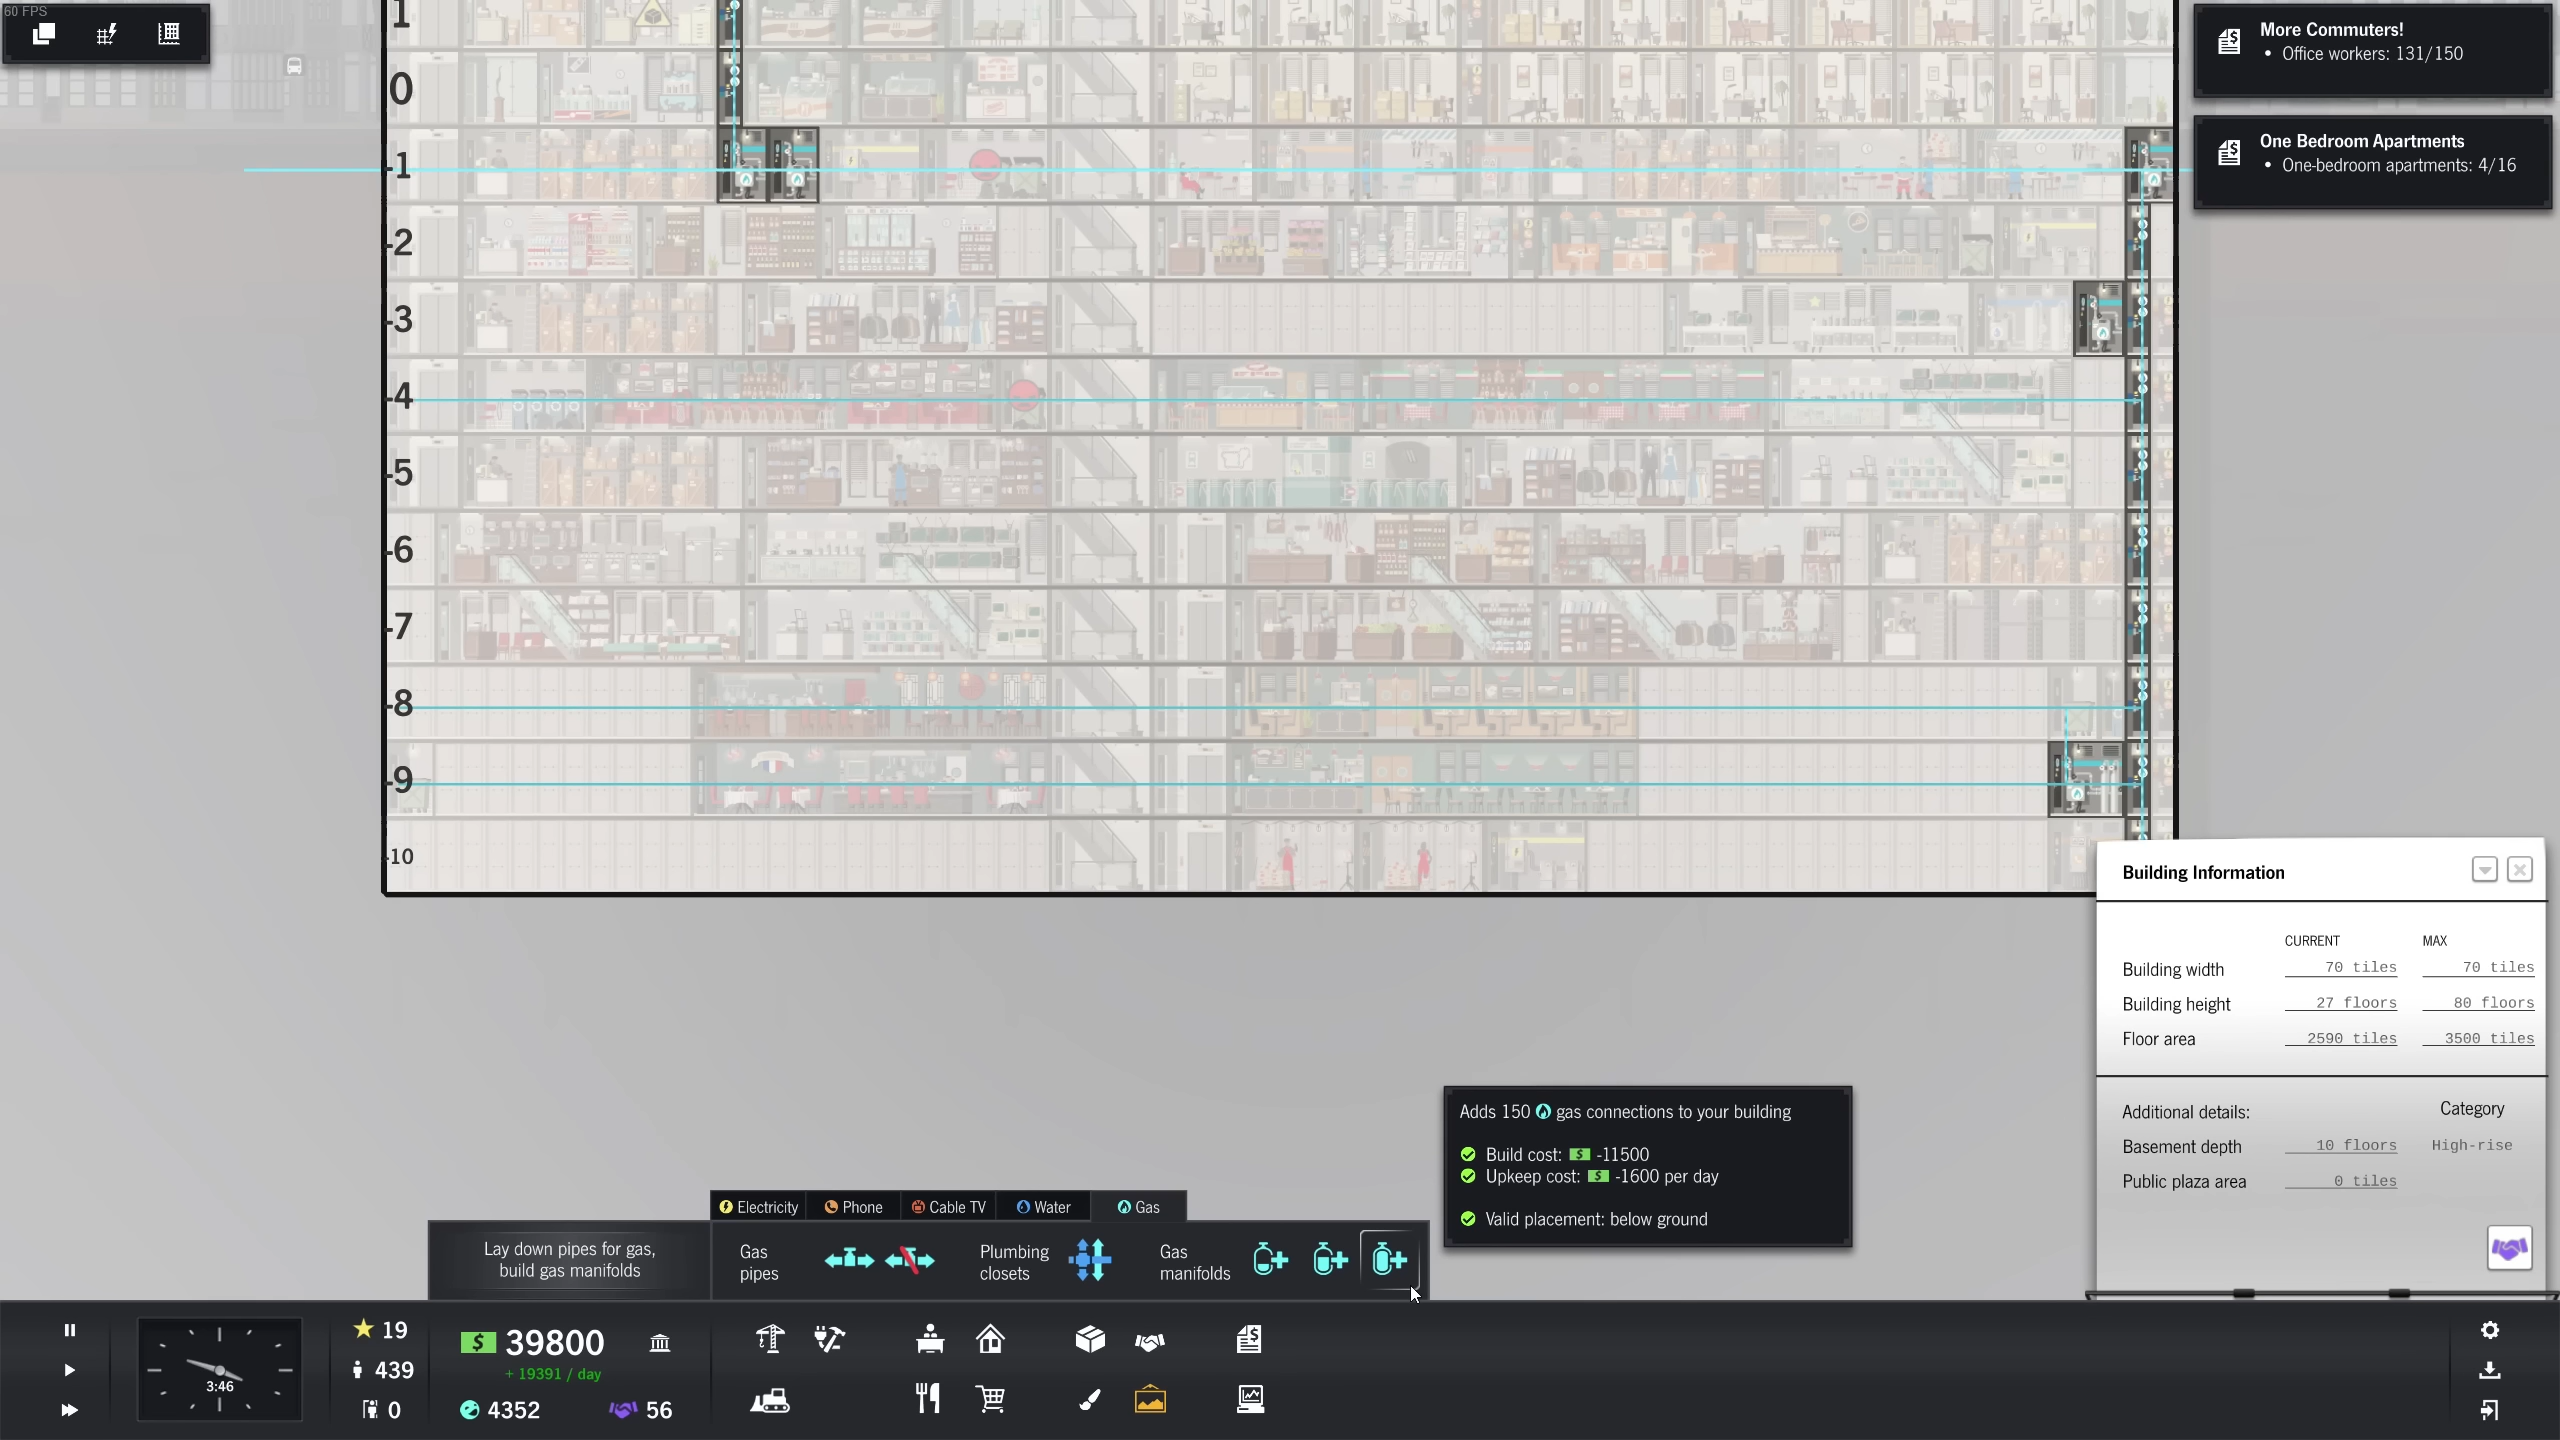 60 FPS
1
0
-1
-2
-3
-4
-5
-6
-7
-8
-9
-10
More Commuters!
• Office workers: 131/150
One Bedroom Apartments
• One-bedroom apartments: 4/16
Building Information
CURRENT MAX
Building width 70 tiles 70 tiles
Building height 27 floors 80 floors
Floor area 2590 tiles 3500 tiles
Additional details: Category
Basement depth 10 floors High-rise
Public plaza area 0 tiles
Adds 150 gas connections to your building
Build cost: $ -11500
Upkeep cost: $ -1600 per day
Valid placement: below ground
Electricity Phone Cable TV Water Gas
Lay down pipes for gas,
build gas manifolds
Gas
pipes
Plumbing
closets
Gas
manifolds
3:46
19
439
0
$ 39800
+ 19391 / day
4352 56